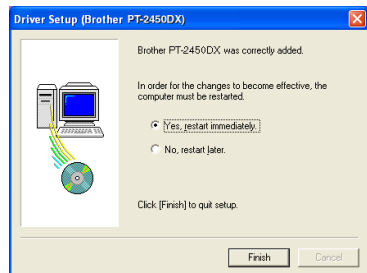 Driver Setup (Brother PT-2450DX)
Brother PT-2450DX was correctly added.
In order for the changes to become effective, the
computer must be restarted.
Yes, restart immediately.
No, restart later.
Click [Finish] to quit setup.
Finish
Cancel